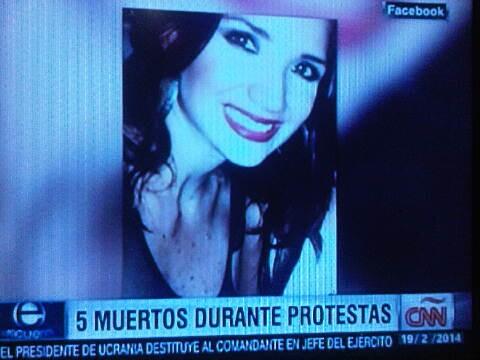 Facebook
e
5 MUERTOS DURANTE PROTESTAS
CNN
EL PRESIDENTE DE UCRANIA DESTITUYE AL COMANDANTE EN JEFE DEL EJÉRCITO
19/2/2014